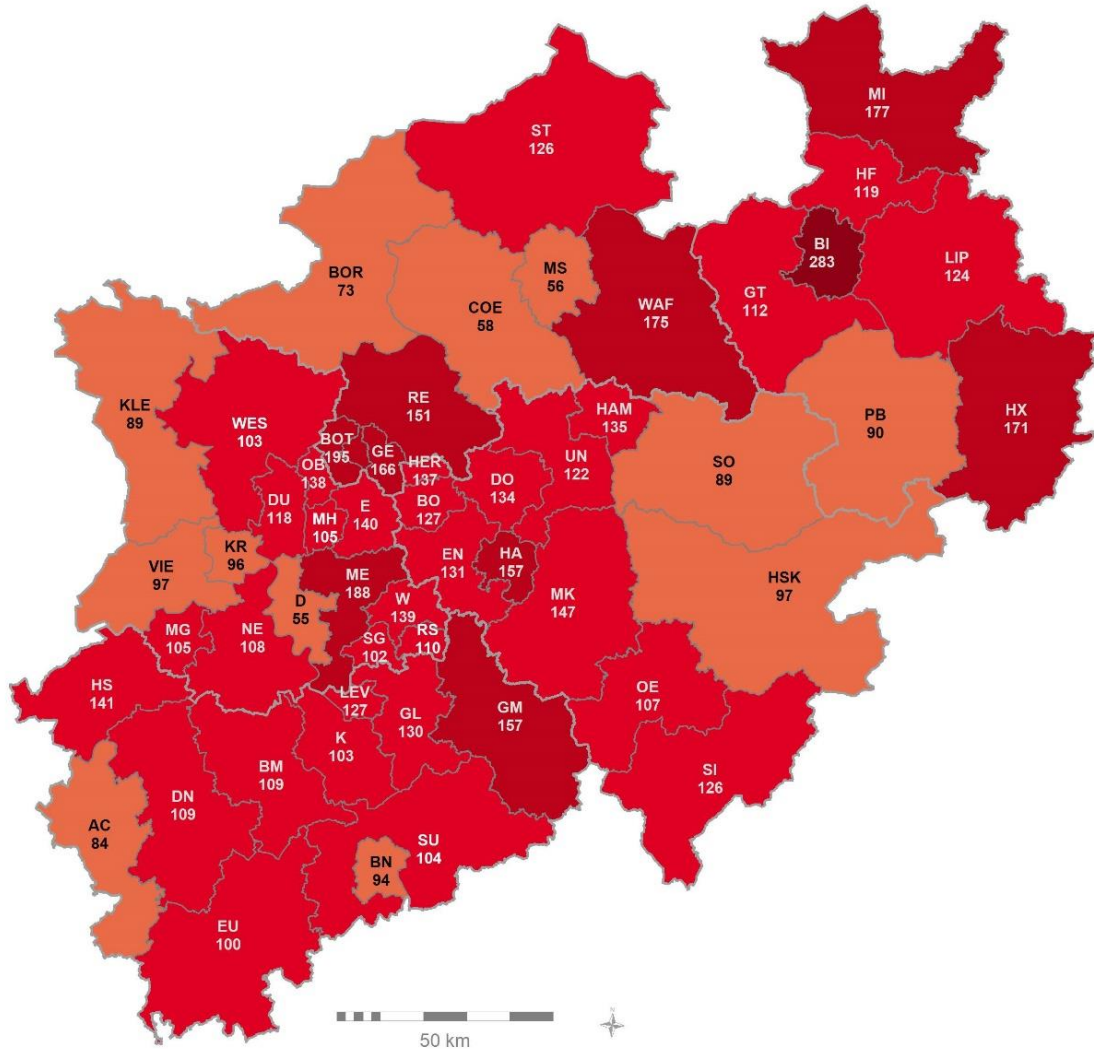 MI
177
ST
126
HF
119
BI
283
LIP
124
BOR
73
MS
56
COE
58
WAF
175
GT
112
KLE
89
WES
103
RE
151
HAM
135
PB
90
HX
171
BOT
195
GE
166
OB
138
HER
137
UN
122
SO
89
DU
118
E
140
BO
127
DO
134
MH
105
KR
96
VIE
97
EN
131
HA
157
ME
188
MK
147
HSK
97
D
55
W
139
MG
105
NE
108
SG
102
RS
110
HS
141
LEV
127
GL
130
GM
157
OE
107
K
103
BM
109
SI
126
DN
109
AC
84
SU
104
BN
94
EU
100
50 km
N